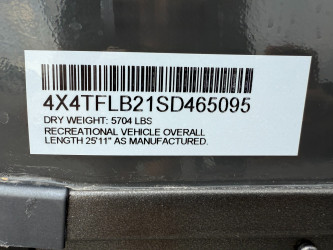 4X4TFLB21SD465095
DRY WEIGHT: 5704 LBS
RECREATIONAL VEHICLE OVERALL
LENGTH 25'11" AS MANUFACTURED.